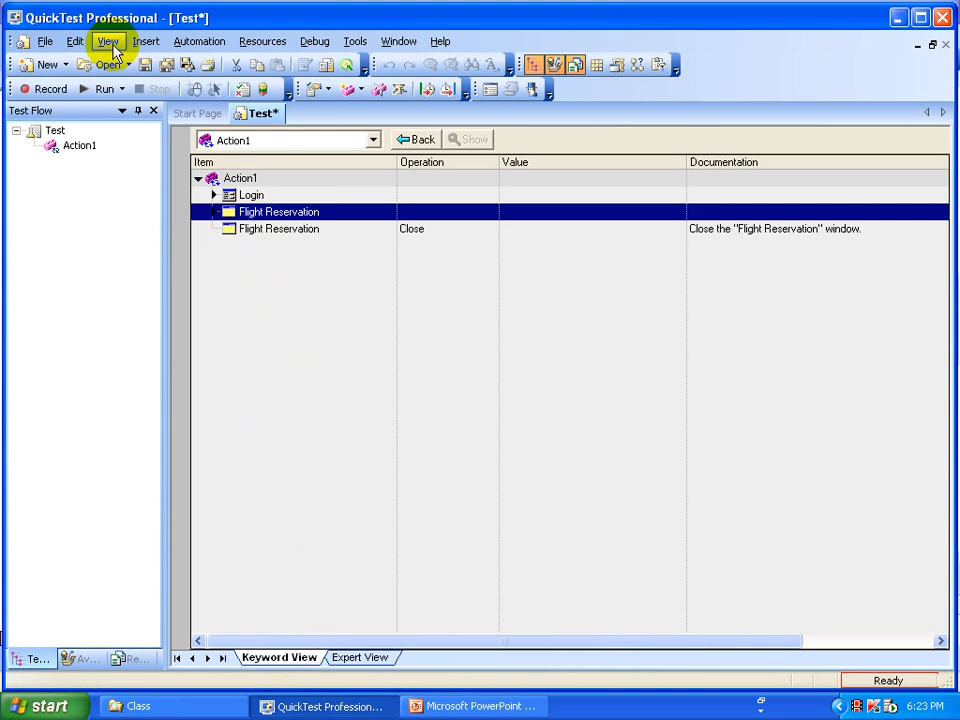 QuickTest Professional - [Test*]
File Edit View Insert Automation Resources Debug Tools Window Help
New Open
Record Run Stop
Test Flow
Start Page Test*
Test
Action1
Action1 Back Show
Item Operation Value Documentation
Action1
Login
Flight Reservation
Flight Reservation Close Close the "Flight Reservation" window.
Te... Av... Re...
Keyword View Expert View
Ready
start Class QuickTest Profession... Microsoft PowerPoint ... 6:23 PM